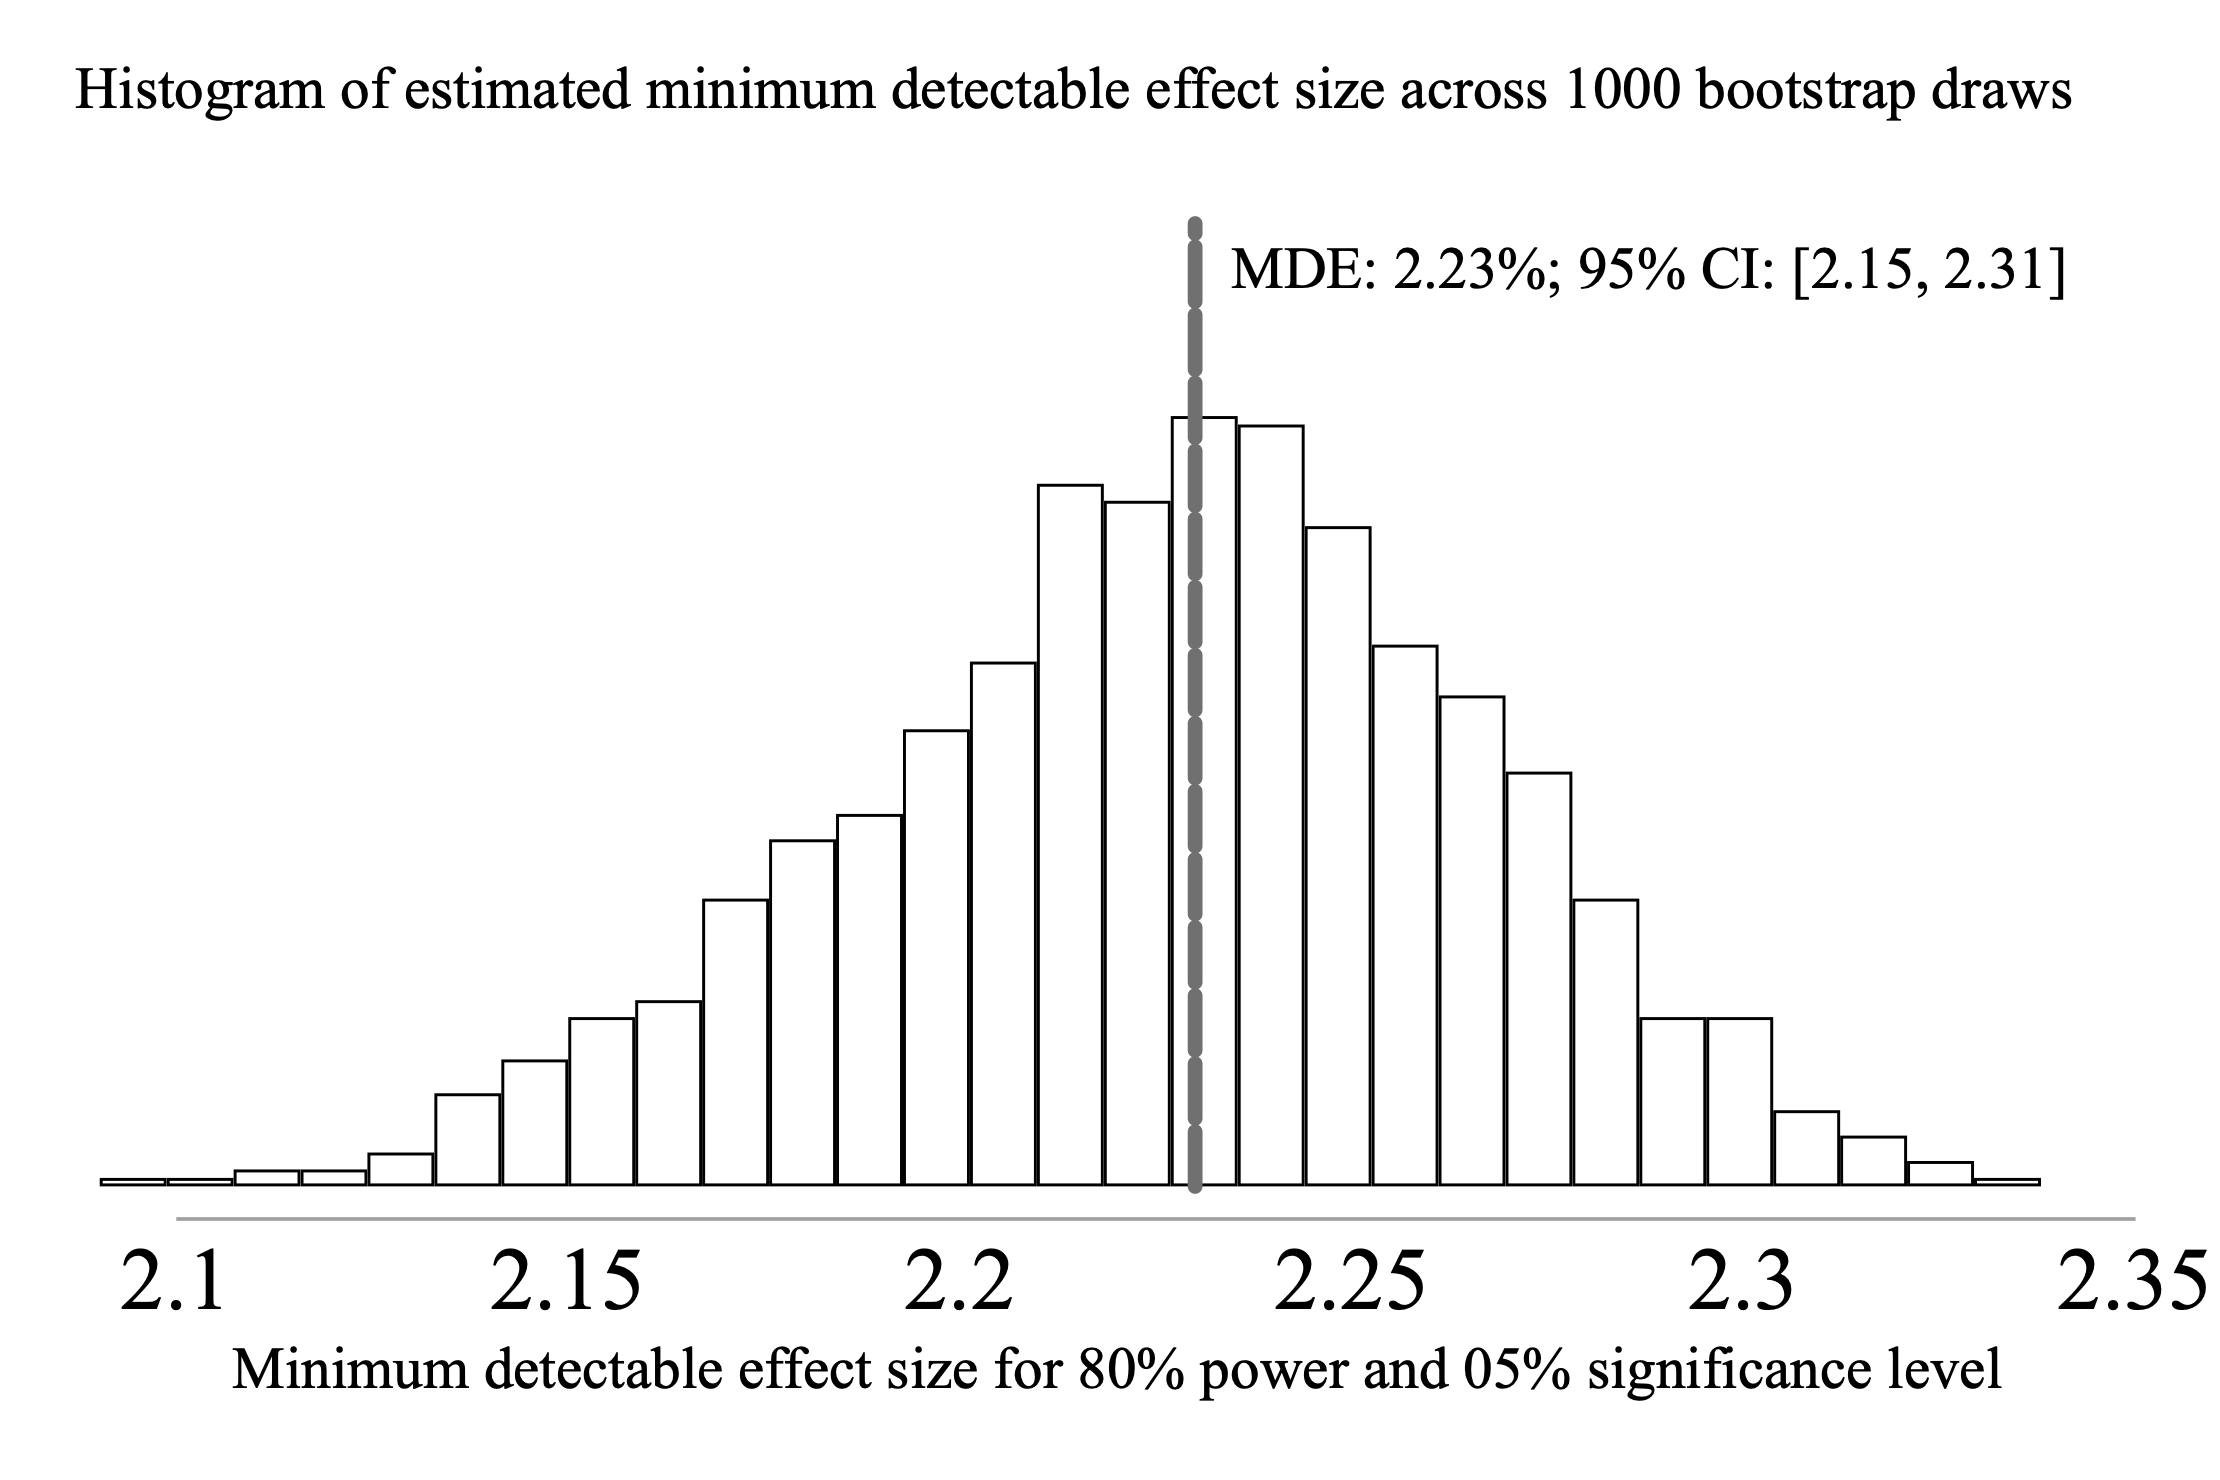 Histogram of estimated minimum detectable effect size across 1000 bootstrap draws
MDE: 2.23%; 95% CI: [2.15, 2.31]
2.1 2.15 2.2 2.25 2.3 2.35
Minimum detectable effect size for 80% power and 05% significance level